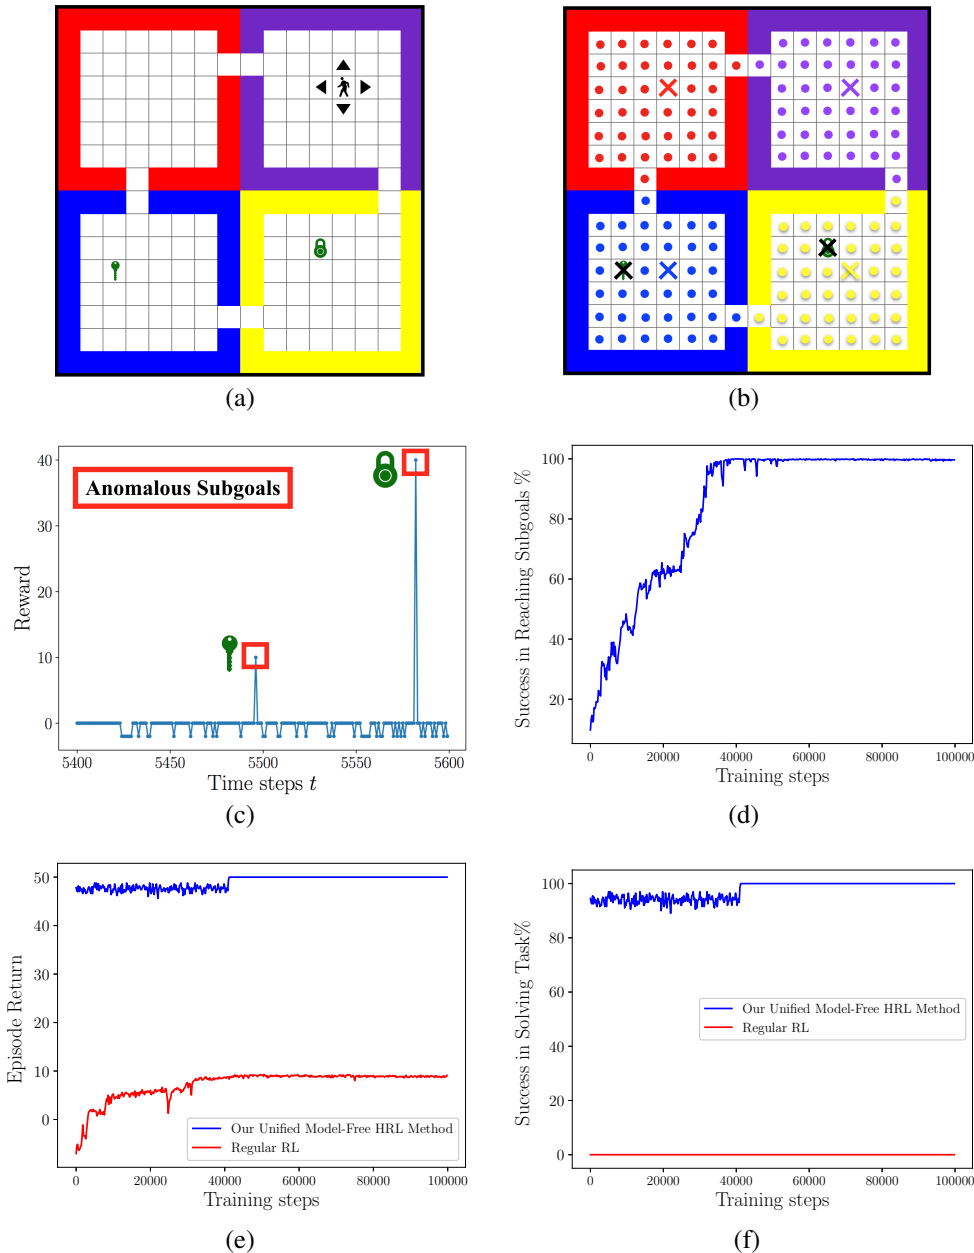 (a)
(b)
Anomalous Subgoals
Reward
40
30
20
10
0
5400
5450
5500
5550
5600
Time steps t
(c)
Success in Reaching Subgoals %
100
80
60
40
20
0
20000
40000
60000
80000
100000
Training steps
(d)
Episode Return
50
40
30
20
10
0
Our Unified Model-Free HRL Method
Regular RL
0
20000
40000
60000
80000
100000
Training steps
(e)
Success in Solving Task%
100
80
60
40
20
0
Our Unified Model-Free HRL Method
Regular RL
0
20000
40000
60000
80000
100000
Training steps
(f)